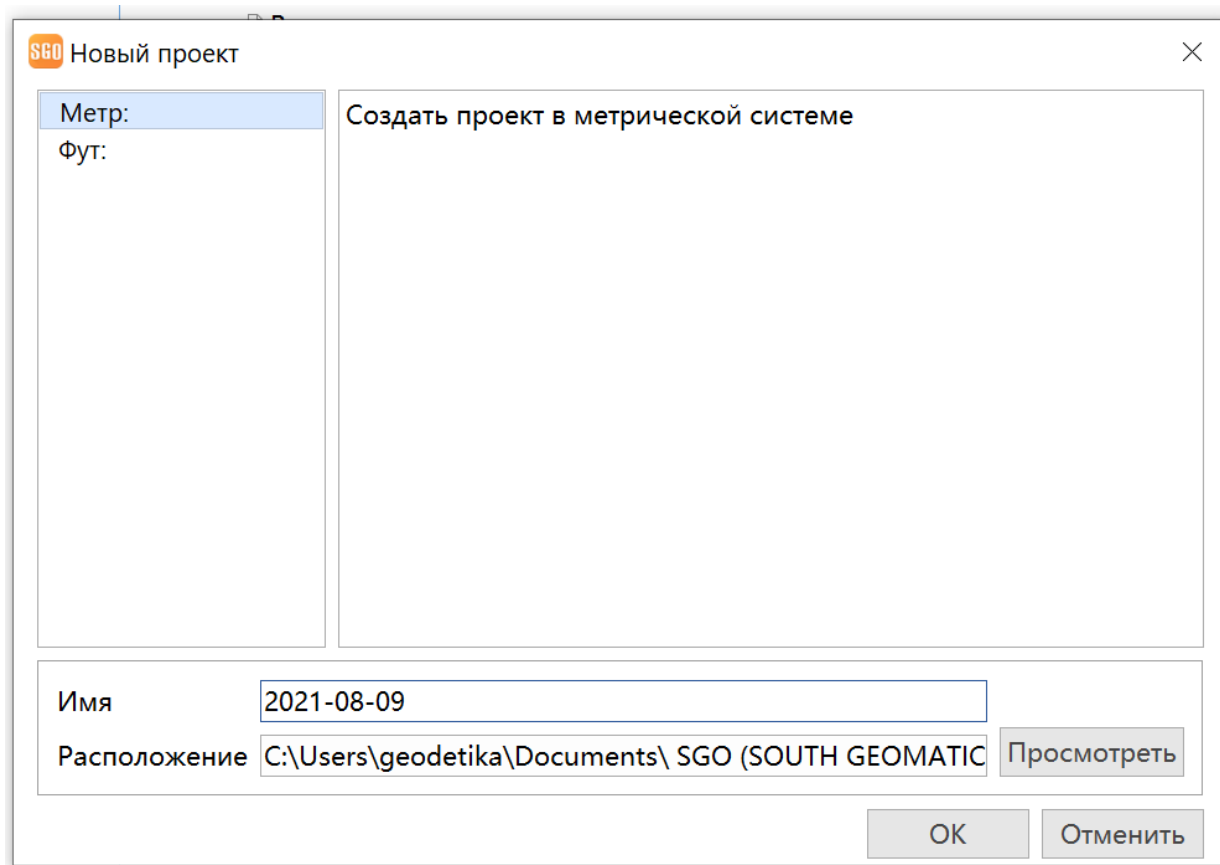 SGO Новый проект
Метр:
Фут:
Создать проект в метрической системе
Имя 2021-08-09
Расположение C:\Users\geodetika\Documents\ SGO (SOUTH GEOMATIC Просмотреть
OK Отменить